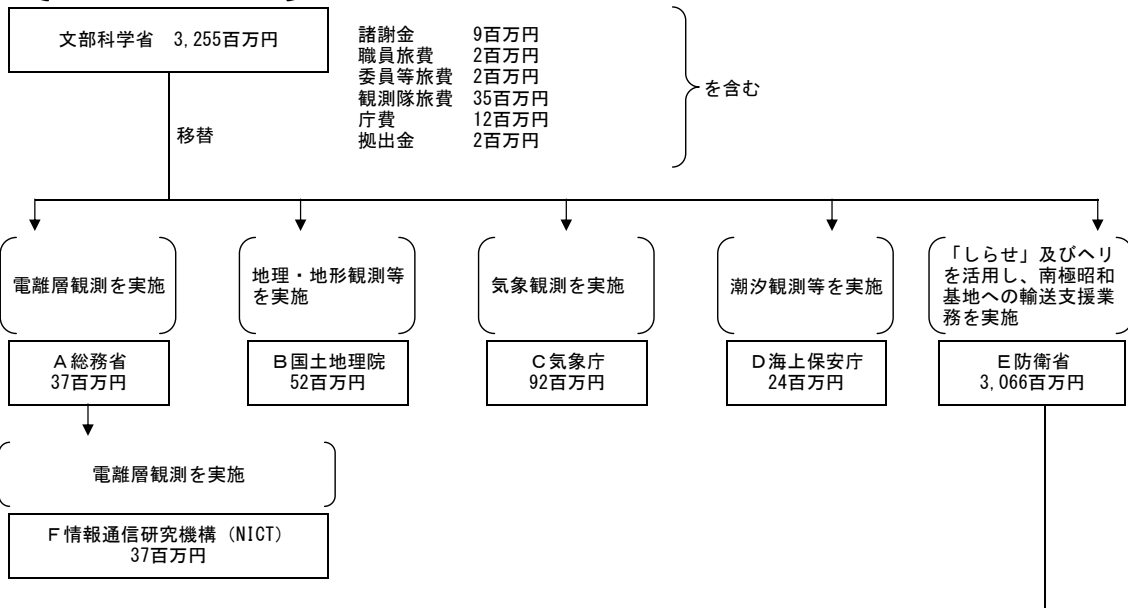 文部科学省　3,255百万円
諸謝金　9百万円
職員旅費　2百万円
委員等旅費　2百万円
観測隊旅費　35百万円
庁費　12百万円
拠出金　2百万円
を含む
移替
電離層観測を実施
地理・地形観測等
を実施
気象観測を実施
潮汐観測等を実施
「しらせ」及びヘリ
を活用し、南極昭和
基地への輸送支援業
務を実施
Ａ総務省
37百万円
Ｂ国土地理院
52百万円
Ｃ気象庁
92百万円
Ｄ海上保安庁
24百万円
Ｅ防衛省
3,066百万円
電離層観測を実施
Ｆ情報通信研究機構（NICT）
37百万円